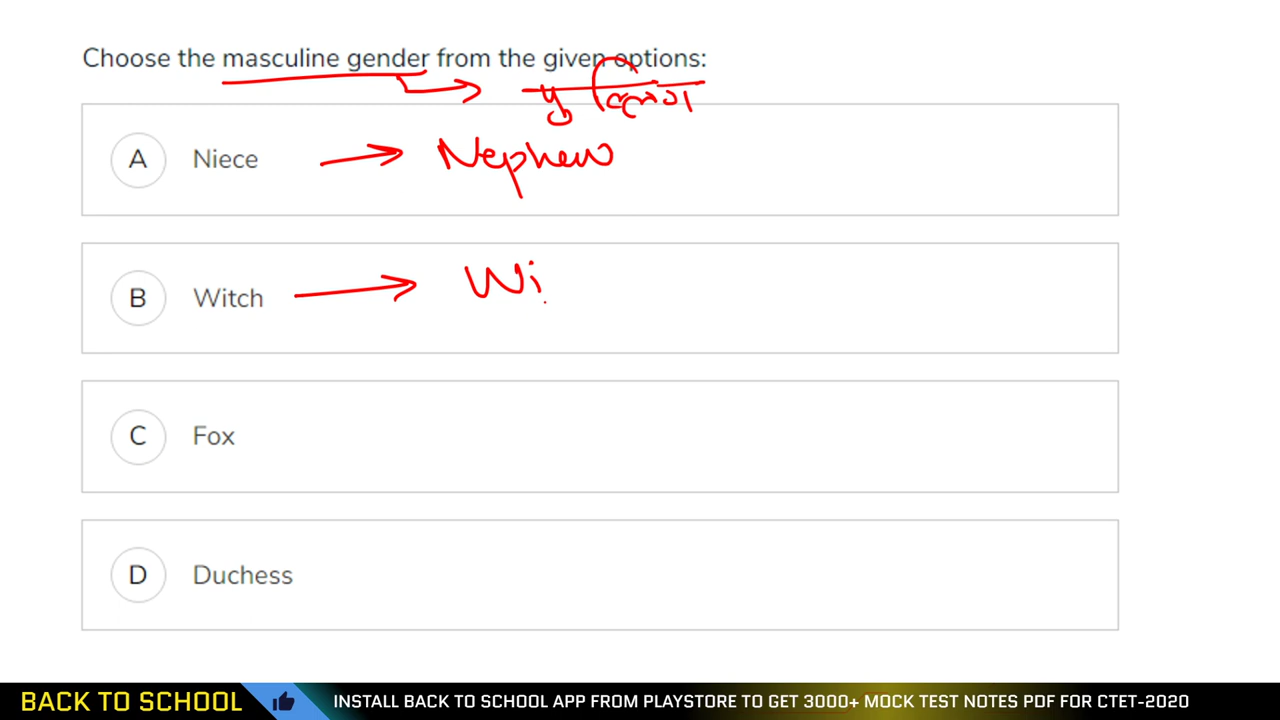 Choose the masculine gender from the given options:
A Niece → Nephew
B Witch → Wi
C Fox
D Duchess
BACK TO SCHOOL INSTALL BACK TO SCHOOL APP FROM PLAYSTORE TO GET 3000+ MOCK TEST NOTES PDF FOR CTET-2020